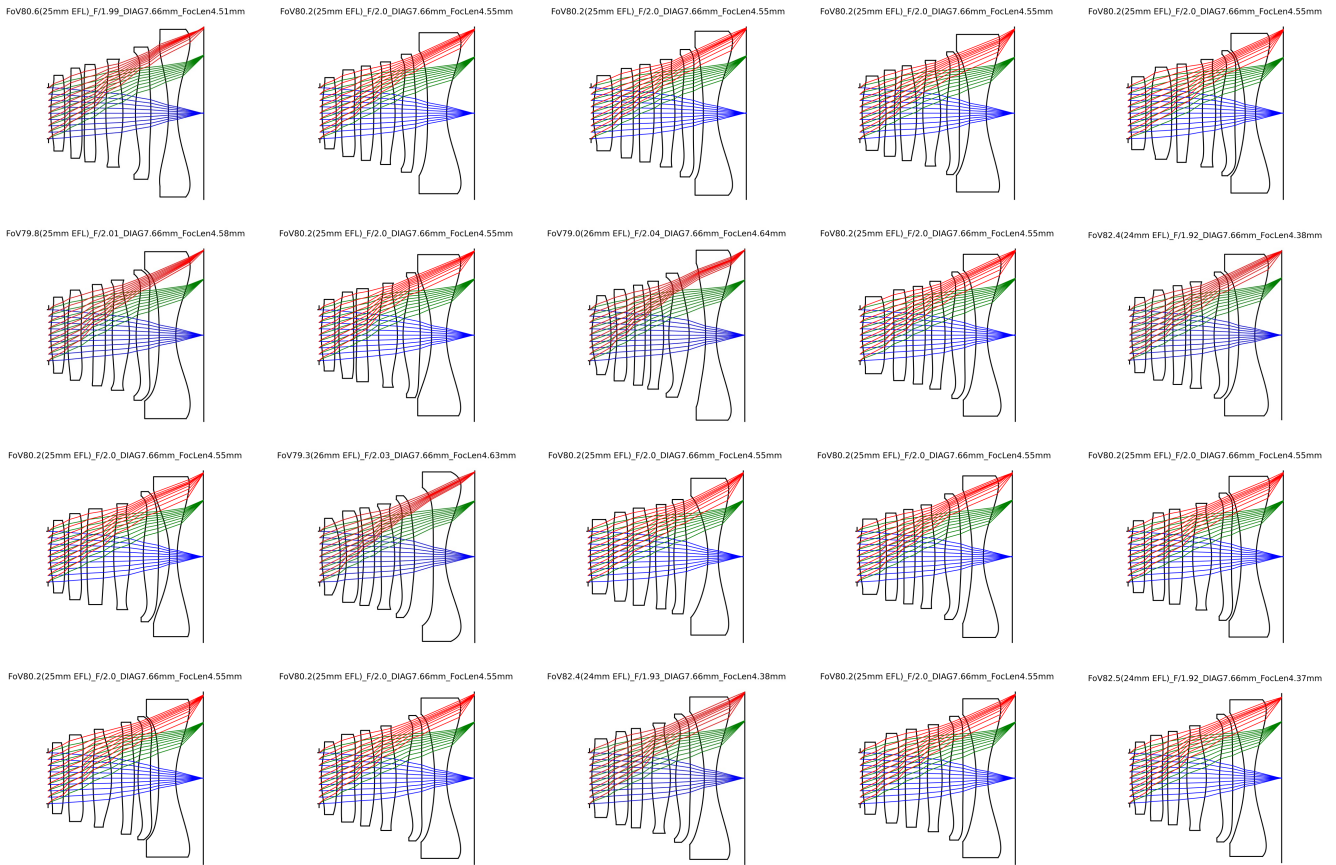 FoV80.6(25mm EFL)_F/1.99_DIAG7.66mm_FocLen4.51mm
FoV80.2(25mm EFL)_F/2.0_DIAG7.66mm_FocLen4.55mm
FoV80.2(25mm EFL)_F/2.0_DIAG7.66mm_FocLen4.55mm
FoV80.2(25mm EFL)_F/2.0_DIAG7.66mm_FocLen4.55mm
FoV80.2(25mm EFL)_F/2.0_DIAG7.66mm_FocLen4.55mm
FoV79.8(25mm EFL)_F/2.01_DIAG7.66mm_FocLen4.58mm
FoV80.2(25mm EFL)_F/2.0_DIAG7.66mm_FocLen4.55mm
FoV79.0(26mm EFL)_F/2.04_DIAG7.66mm_FocLen4.64mm
FoV80.2(25mm EFL)_F/2.0_DIAG7.66mm_FocLen4.55mm
FoV82.4(24mm EFL)_F/1.92_DIAG7.66mm_FocLen4.38mm
FoV80.2(25mm EFL)_F/2.0_DIAG7.66mm_FocLen4.55mm
FoV79.3(26mm EFL)_F/2.03_DIAG7.66mm_FocLen4.63mm
FoV80.2(25mm EFL)_F/2.0_DIAG7.66mm_FocLen4.55mm
FoV80.2(25mm EFL)_F/2.0_DIAG7.66mm_FocLen4.55mm
FoV80.2(25mm EFL)_F/2.0_DIAG7.66mm_FocLen4.55mm
FoV80.2(25mm EFL)_F/2.0_DIAG7.66mm_FocLen4.55mm
FoV80.2(25mm EFL)_F/2.0_DIAG7.66mm_FocLen4.55mm
FoV82.4(24mm EFL)_F/1.93_DIAG7.66mm_FocLen4.38mm
FoV80.2(25mm EFL)_F/2.0_DIAG7.66mm_FocLen4.55mm
FoV82.5(24mm EFL)_F/1.92_DIAG7.66mm_FocLen4.37mm